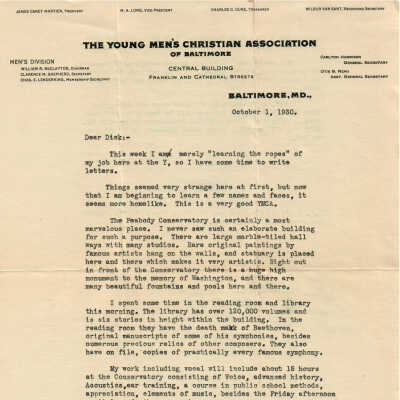 JAMES CAREY MARTIEN, PRESIDENT
H. A. LONG, VICE-PRESIDENT
CHARLES O. DUKE, TREASURER
WILBUR VAN SANT, RECORDING SECRETARY
THE YOUNG MEN'S CHRISTIAN ASSOCIATION
OF BALTIMORE
CENTRAL BUILDING
FRANKLIN AND CATHEDRAL STREETS
MEN'S DIVISION
SECRETARY
CLARENCE M. SHEPHERD, SECRETARY
MEMBERSHIP SECRETARY
CARLTON HARRISON
GENERAL SECRETARY
OTIS B. READ
ASST. GENERAL SECRETARY
BALTIMORE, MD.,
October 1, 1930.
Dear Dick:-
This week I am merely "learning the ropes" of
my job here at the Y, so I have some time to write
letters.
Things seemed very strange here at first, but now
that I am beginning to learn a few names and faces, it
seems more homelike. This is a very good YMCA.
The Peabody Conservatory is certainly a most
marvelous place. I never saw such an elaborate building
for such a purpose. There are large marble-tiled hall
ways with many studios. Rare original paintings by
famous artists hang on the walls, and statuary is placed
here and there which makes it very artistic. Right out
in front of the Conservatory there is a huge high
monument to the memory of Washington, and there are
many beautiful fountains and pools here and there.
I spent some time in the reading room and library
this morning. The library has over 120,000 volumes and
is six stories in height within the building. In the
reading room they have the death mask of Beethoven,
original manuscripts of some of his symphonies, besides
numerous precious relics of other composers. They also
have on file, copies of practically every famous symphony.
My work including vocal will include about 15 hours
at the Conservatory consisting of Voice, advanced history,
Acoustics,ear training, a course in public school methods,
appreciation, elements of music, besides the Friday afternoon